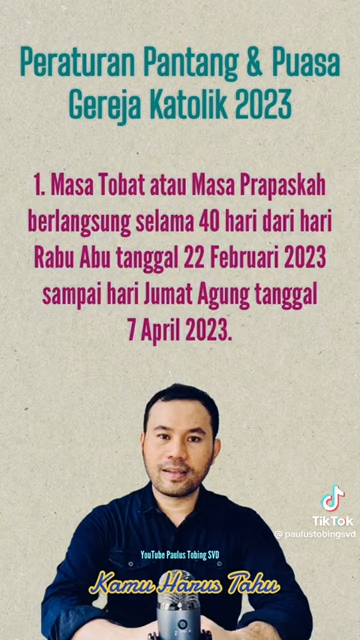 Peraturan Pantang & Puasa
Gereja Katolik 2023
1. Masa Tobat atau Masa Prapaskah
berlangsung selama 40 hari dari hari
Rabu Abu tanggal 22 Februari 2023
sampai hari Jumat Agung tanggal
7 April 2023.
TikTok
@paulustobingsvd
YouTube Paulus Tobing SVD
Kamu Harus Tahu